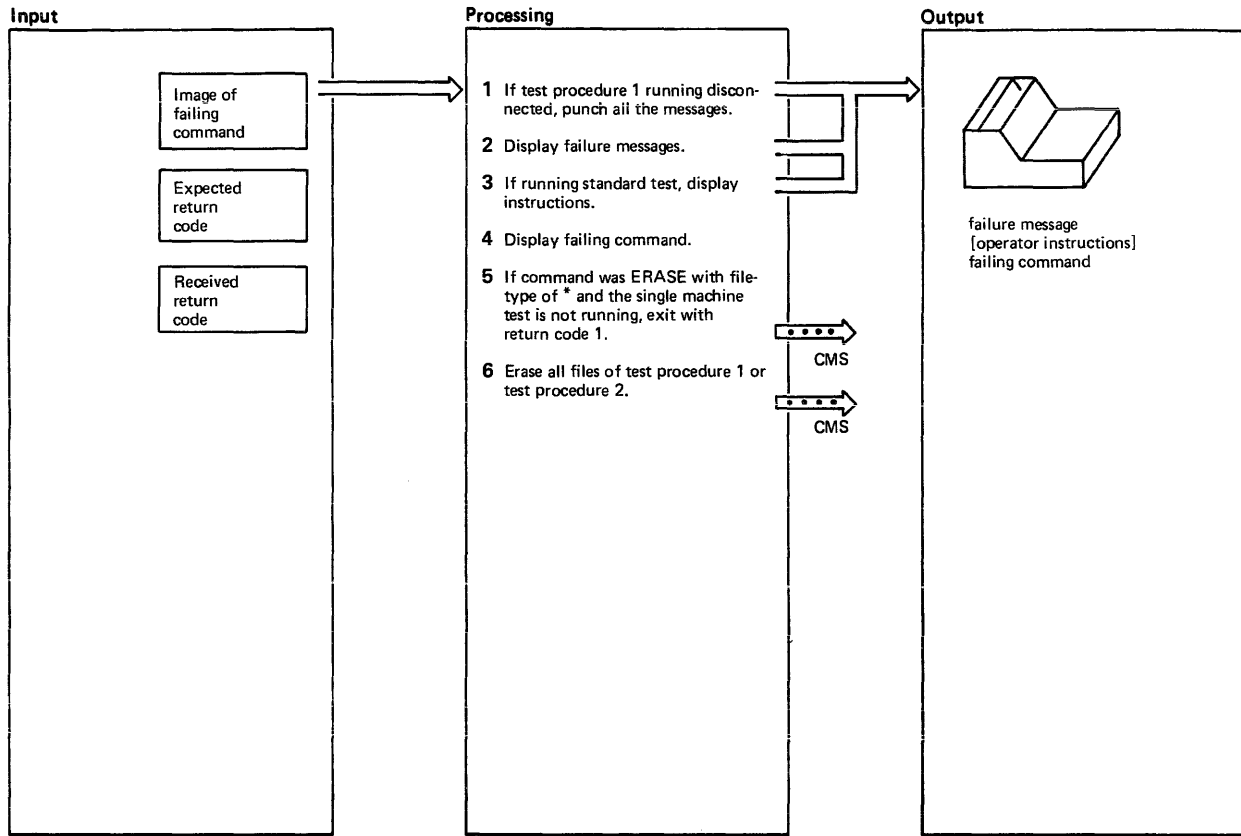 Input
Image of
failing
command
Expected
return
code
Received
return
code
Processing
1 If test procedure 1 running discon-
nected, punch all the messages.
2 Display failure messages.
3 If running standard test, display
instructions.
4 Display failing command.
5 If command was ERASE with file-
type of * and the single machine
test is not running, exit with
return code 1.
6 Erase all files of test procedure 1 or
test procedure 2.
CMS
CMS
Output
failure message
[operator instructions]
failing command